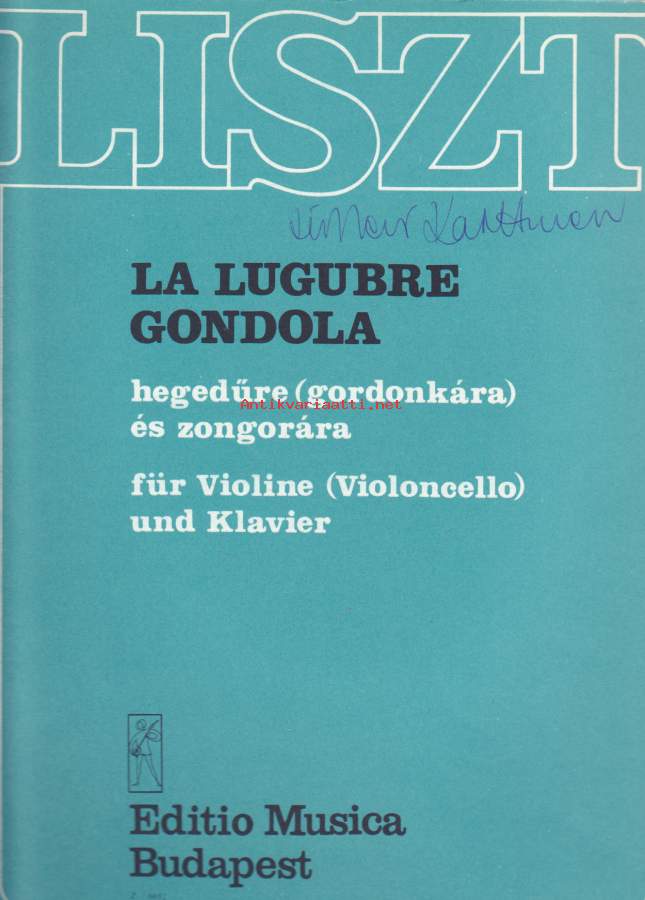 LISZT
LA LUGUBRE
GONDOLA
hegedűre (gordonkára)
Antikvariaatti.net
és zongorára
für Violine (Violoncello)
und Klavier
Editio Musica
Budapest